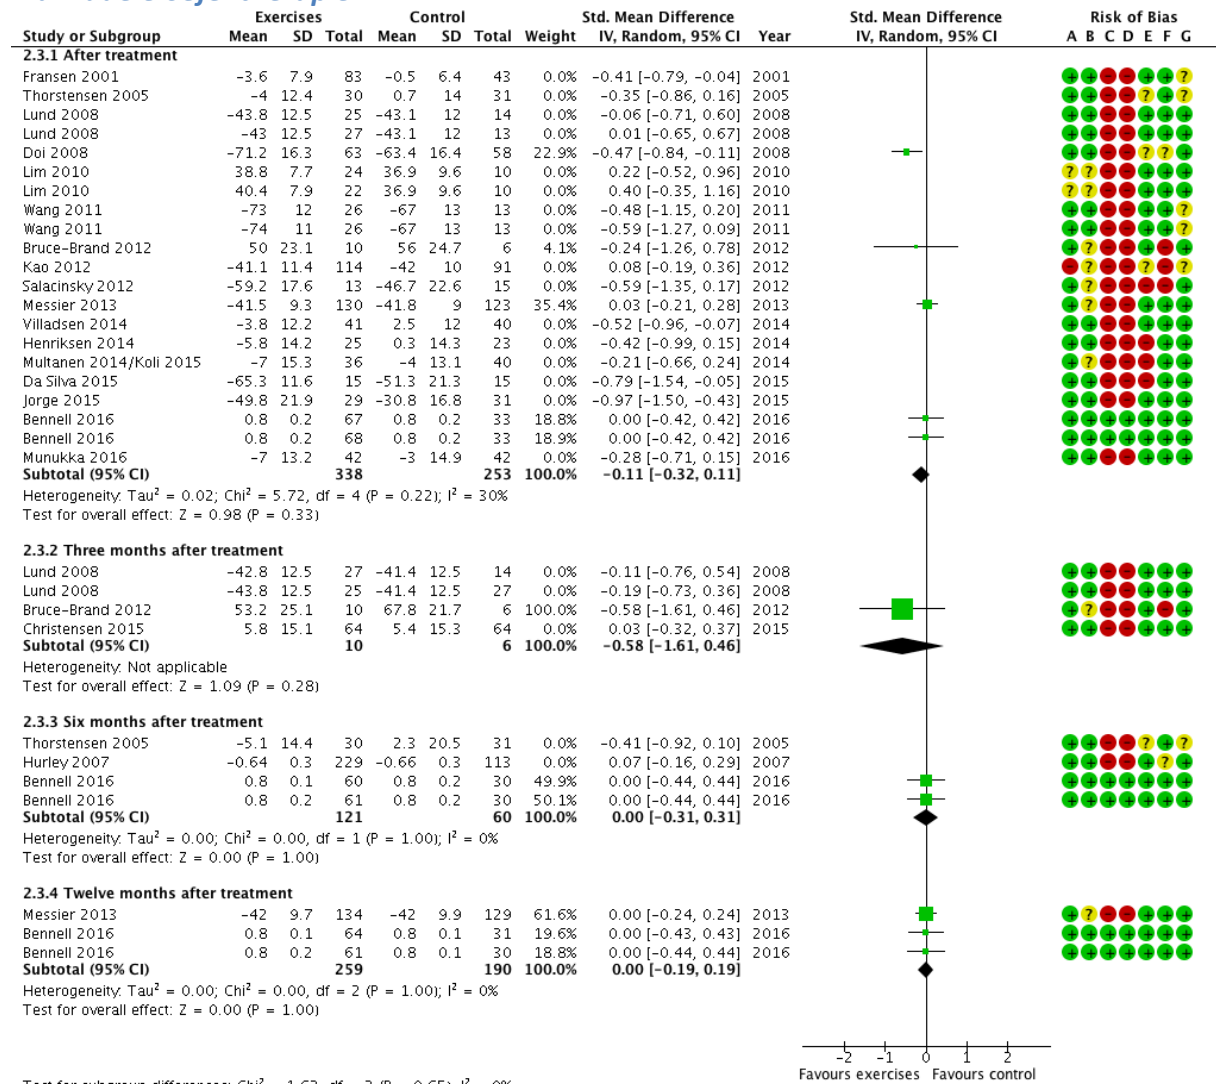 Exercises Control Std. Mean Difference Std. Mean Difference Risk of Bias
Study or Subgroup Mean SD Total Mean SD Total Weight IV, Random, 95% CI Year IV, Random, 95% CI A B C D E F G
2.3.1 After treatment
Fransen 2001 −3.6 7.9 83 −0.5 6.4 43 0.0% −0.41 [−0.79, −0.04] 2001 + + − − + + ?
Thorstensen 2005 −4 12.4 30 0.7 14 31 0.0% −0.35 [−0.86, 0.16] 2005 + + − − ? + ?
Lund 2008 −43.8 12.5 25 −43.1 12 14 0.0% −0.06 [−0.71, 0.60] 2008 + + − − + + +
Lund 2008 −43 12.5 27 −43.1 12 13 0.0% 0.01 [−0.65, 0.67] 2008 + + − − + + +
Doi 2008 −71.2 16.3 63 −63.4 16.4 58 22.9% −0.47 [−0.84, −0.11] 2008 + + − − ? ? +
Lim 2010 38.8 7.7 24 36.9 9.6 10 0.0% 0.22 [−0.52, 0.96] 2010 ? ? − − + + +
Lim 2010 40.4 7.9 22 36.9 9.6 10 0.0% 0.40 [−0.35, 1.16] 2010 ? ? − − + + +
Wang 2011 −73 12 26 −67 13 13 0.0% −0.48 [−1.15, 0.20] 2011 + + − − + + ?
Wang 2011 −74 11 26 −67 13 13 0.0% −0.59 [−1.27, 0.09] 2011 + + − − + + ?
Bruce−Brand 2012 50 23.1 10 56 24.7 6 4.1% −0.24 [−1.26, 0.78] 2012 + ? − − + − +
Kao 2012 −41.1 11.4 114 −42 10 91 0.0% 0.08 [−0.19, 0.36] 2012 − ? − − ? − ?
Salacinsky 2012 −59.2 17.6 13 −46.7 22.6 15 0.0% −0.59 [−1.35, 0.17] 2012 + ? − − − − +
Messier 2013 −41.5 9.3 130 −41.8 9 123 35.4% 0.03 [−0.21, 0.28] 2013 + ? − − + + +
Villadsen 2014 −3.8 12.2 41 2.5 12 40 0.0% −0.52 [−0.96, −0.07] 2014 + + − − + + +
Henriksen 2014 −5.8 14.2 25 0.3 14.3 23 0.0% −0.42 [−0.99, 0.15] 2014 + + − − − + +
Multanen 2014/Koli 2015 −7 15.3 36 −4 13.1 40 0.0% −0.21 [−0.66, 0.24] 2014 + ? − − − + +
Da Silva 2015 −65.3 11.6 15 −51.3 21.3 15 0.0% −0.79 [−1.54, −0.05] 2015 + + − − − + +
Jorge 2015 −49.8 21.9 29 −30.8 16.8 31 0.0% −0.97 [−1.50, −0.43] 2015 + + − − + + +
Bennell 2016 0.8 0.2 67 0.8 0.2 33 18.8% 0.00 [−0.42, 0.42] 2016 + + + + + + +
Bennell 2016 0.8 0.2 68 0.8 0.2 33 18.9% 0.00 [−0.42, 0.42] 2016 + + + + + + +
Munukka 2016 −7 13.2 42 −3 14.9 42 0.0% −0.28 [−0.71, 0.15] 2016 + + − − + + +
Subtotal (95% CI) 338 253 100.0% −0.11 [−0.32, 0.11]
Heterogeneity: Tau² = 0.02; Chi² = 5.72, df = 4 (P = 0.22); I² = 30%
Test for overall effect: Z = 0.98 (P = 0.33)
2.3.2 Three months after treatment
Lund 2008 −42.8 12.5 27 −41.4 12.5 14 0.0% −0.11 [−0.76, 0.54] 2008 + + − − + + +
Lund 2008 −43.8 12.5 25 −41.4 12.5 27 0.0% −0.19 [−0.73, 0.36] 2008 + + − − + + +
Bruce−Brand 2012 53.2 25.1 10 67.8 21.7 6 100.0% −0.58 [−1.61, 0.46] 2012 + ? − − + − +
Christensen 2015 5.8 15.1 64 5.4 15.3 64 0.0% 0.03 [−0.32, 0.37] 2015 + + − − + + +
Subtotal (95% CI) 10 6 100.0% −0.58 [−1.61, 0.46]
Heterogeneity: Not applicable
Test for overall effect: Z = 1.09 (P = 0.28)
2.3.3 Six months after treatment
Thorstensen 2005 −5.1 14.4 30 2.3 20.5 31 0.0% −0.41 [−0.92, 0.10] 2005 + + − − ? + ?
Hurley 2007 −0.64 0.3 229 −0.66 0.3 113 0.0% 0.07 [−0.16, 0.29] 2007 + + − − + ? +
Bennell 2016 0.8 0.1 60 0.8 0.2 30 49.9% 0.00 [−0.44, 0.44] 2016 + + + + + + +
Bennell 2016 0.8 0.2 61 0.8 0.2 30 50.1% 0.00 [−0.44, 0.44] 2016 + + + + + + +
Subtotal (95% CI) 121 60 100.0% 0.00 [−0.31, 0.31]
Heterogeneity: Tau² = 0.00; Chi² = 0.00, df = 1 (P = 1.00); I² = 0%
Test for overall effect: Z = 0.00 (P = 1.00)
2.3.4 Twelve months after treatment
Messier 2013 −42 9.7 134 −42 9.9 129 61.6% 0.00 [−0.24, 0.24] 2013 + ? − − + + +
Bennell 2016 0.8 0.1 64 0.8 0.1 31 19.6% 0.00 [−0.43, 0.43] 2016 + + + + + + +
Bennell 2016 0.8 0.2 61 0.8 0.1 30 18.8% 0.00 [−0.44, 0.44] 2016 + + + + + + +
Subtotal (95% CI) 259 190 100.0% 0.00 [−0.19, 0.19]
Heterogeneity: Tau² = 0.00; Chi² = 0.00, df = 2 (P = 1.00); I² = 0%
Test for overall effect: Z = 0.00 (P = 1.00)
−2 −1 0 1 2
Favours exercises Favours control
Test for subgroup differences: Chi² = 1.63, df = 3 (P = 0.65), I² = 0%